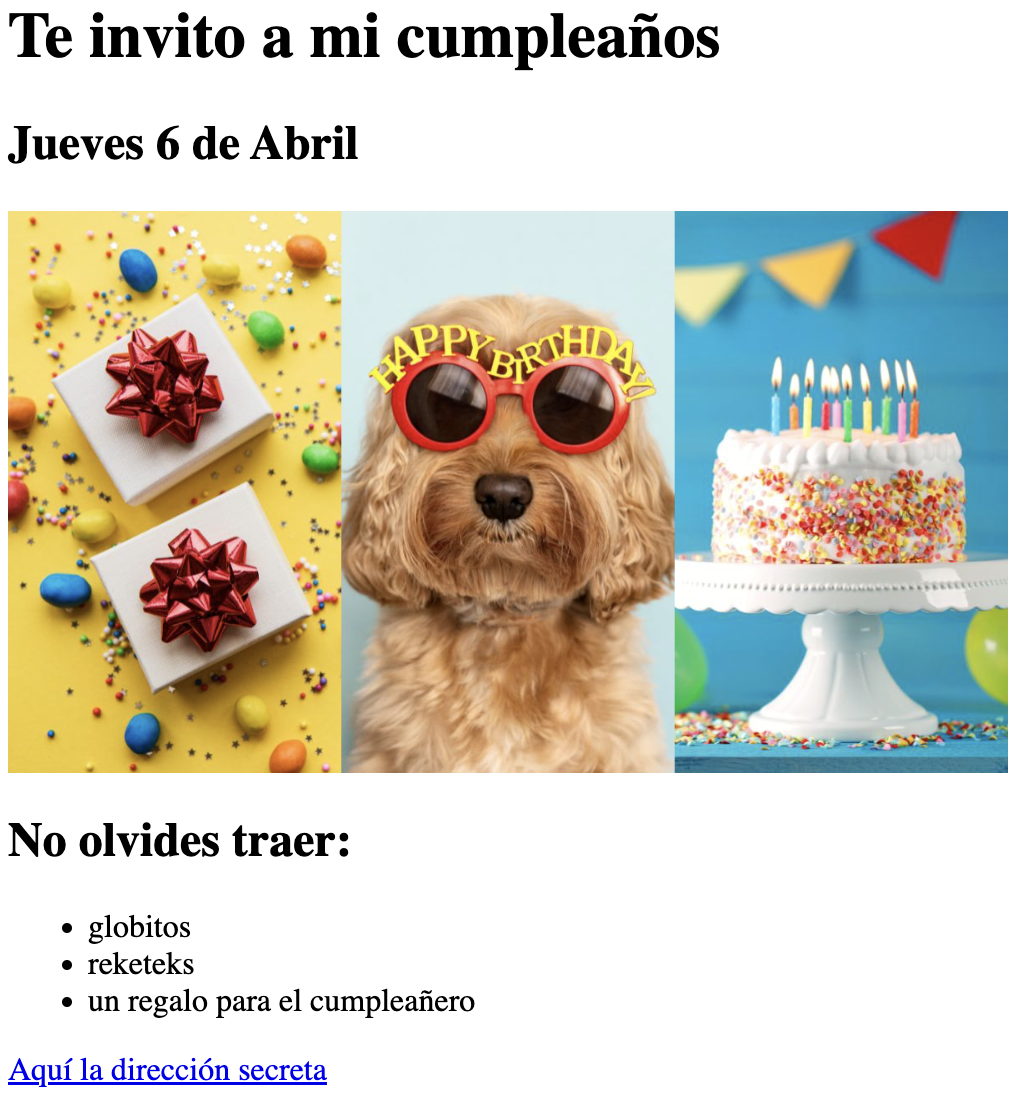 Te invito a mi cumpleaños
Jueves 6 de Abril
HAPPY BIRTHDAY!
No olvides traer:
globitos
reketeks
un regalo para el cumpleañero
Aquí la dirección secreta